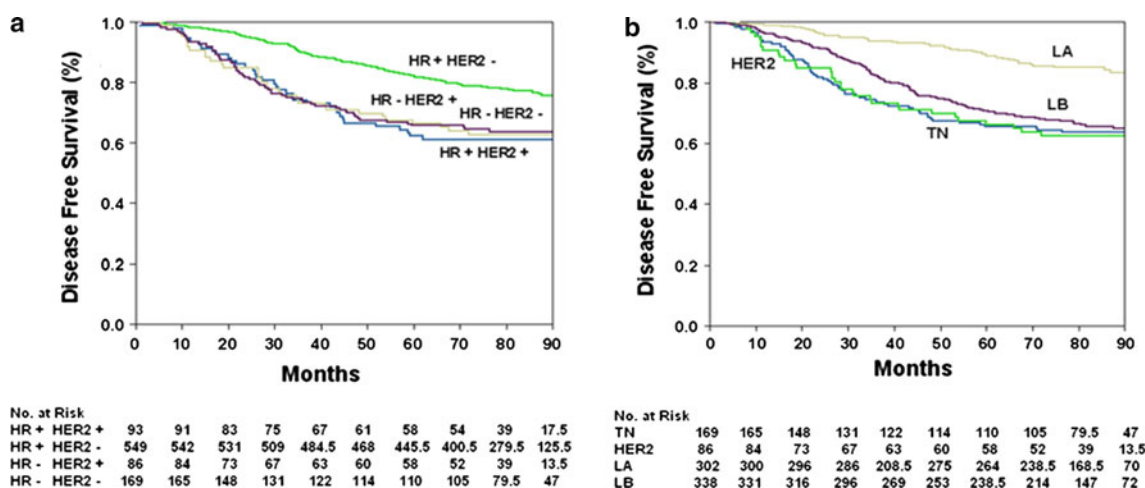 a
Disease Free Survival (%)
1.0
0.8
0.6
0.4
0.2
0.0
HR + HER2 -
HR - HER2 +
HR - HER2 -
HR + HER2 +
0 10 20 30 40 50 60 70 80 90
Months
No. at Risk
HR + HER2 + 93 91 83 75 67 61 58 54 39 17.5
HR + HER2 - 549 542 531 509 484.5 468 445.5 400.5 279.5 125.5
HR - HER2 + 86 84 73 67 63 60 58 52 39 13.5
HR - HER2 - 169 165 148 131 122 114 110 105 79.5 47
b
Disease Free Survival (%)
1.0
0.8
0.6
0.4
0.2
0.0
LA
HER2
LB
TN
0 10 20 30 40 50 60 70 80 90
Months
No. at Risk
TN 169 165 148 131 122 114 110 105 79.5 47
HER2 86 84 73 67 63 60 58 52 39 13.5
LA 302 300 296 286 208.5 275 264 238.5 168.5 70
LB 338 331 316 296 269 253 238.5 214 147 72